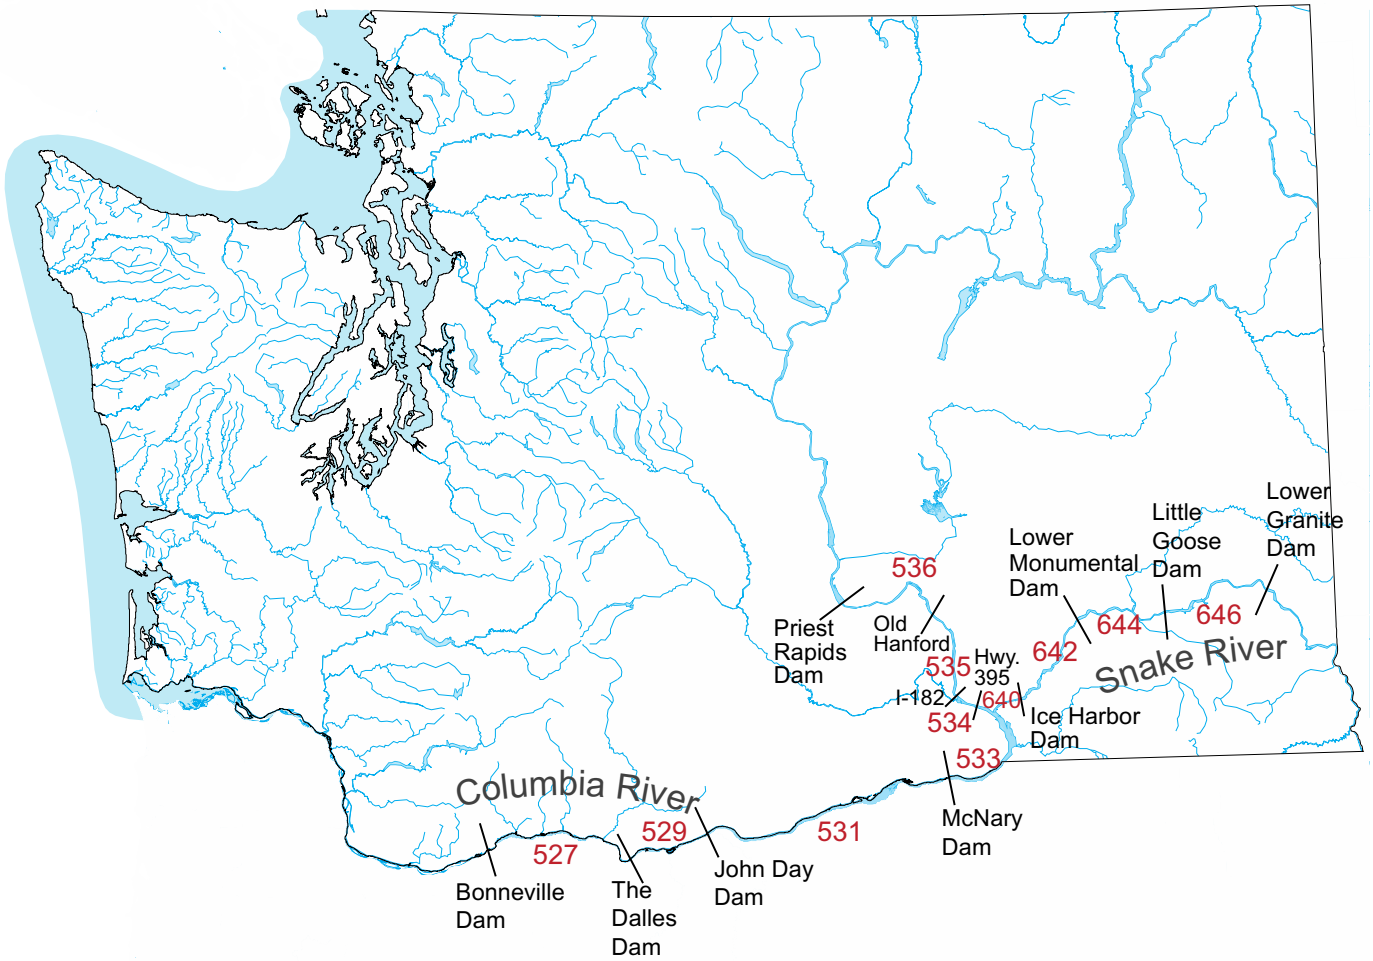 Lower
Granite
Dam
Little
Goose
Dam
Lower
Monumental
Dam
536
Priest
Rapids
Dam
Old
Hanford
535
Hwy.
395
I-182
534
640
533
642
644
646
Snake River
Ice Harbor
Dam
Columbia River
527
529
531
McNary
Dam
John Day
Dam
The
Dalles
Dam
Bonneville
Dam